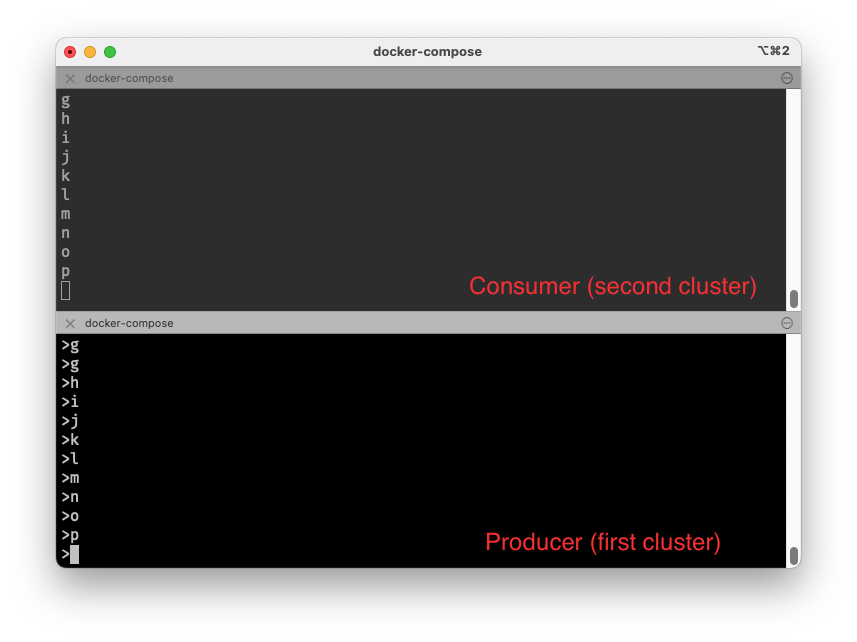 docker-compose ⌥⌘2
docker-compose
g
h
i
j
k
l
m
n
o
p
Consumer (second cluster)
docker-compose
>g
>g
>h
>i
>j
>k
>l
>m
>n
>o
>p
>
Producer (first cluster)